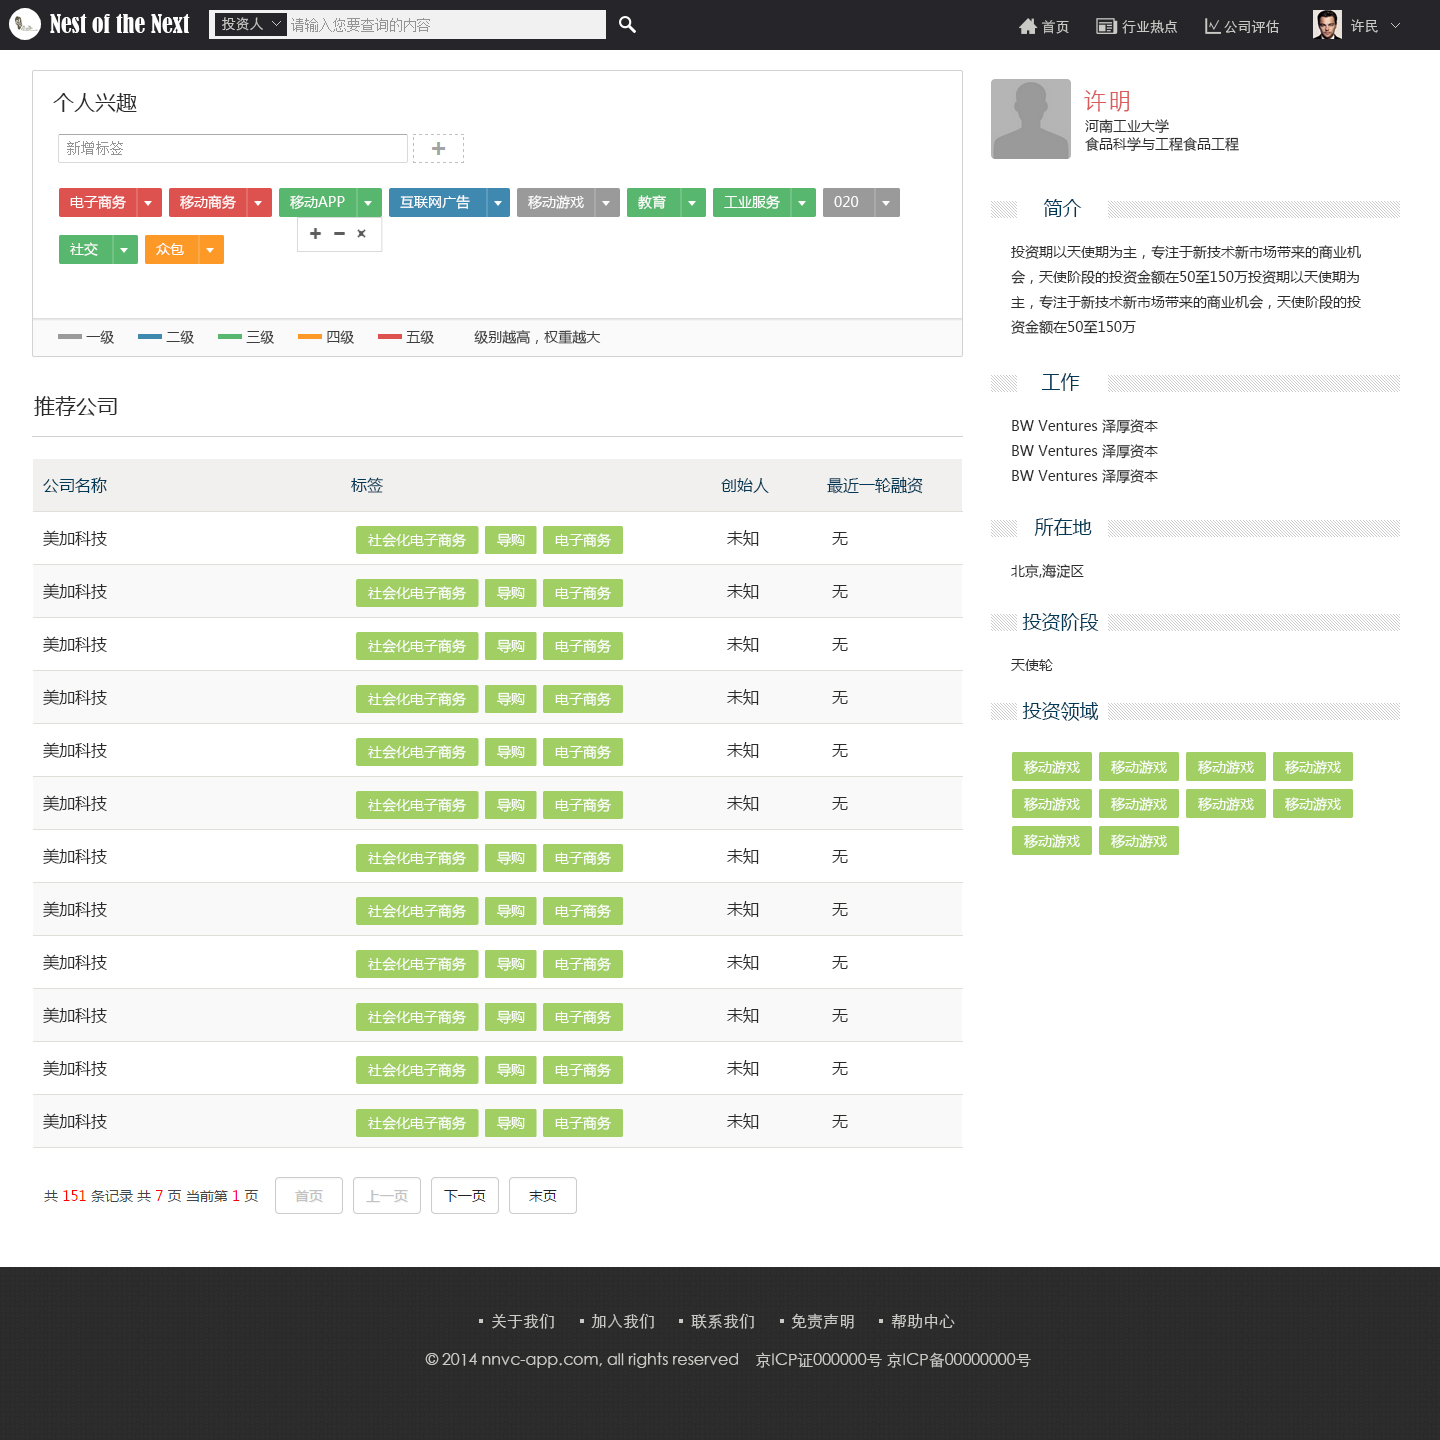 Nest of the Next 投资人 请输入您要查询的内容 首页 行业热点 公司评估 许民
个人兴趣
新增标签
电子商务 移动商务 移动APP 互联网广告 移动游戏 教育 工业服务 020
社交 众包
一级 二级 三级 四级 五级 级别越高，权重越大
推荐公司
公司名称 标签 创始人 最近一轮融资
美加科技 社会化电子商务 导购 电子商务 未知 无
美加科技 社会化电子商务 导购 电子商务 未知 无
美加科技 社会化电子商务 导购 电子商务 未知 无
美加科技 社会化电子商务 导购 电子商务 未知 无
美加科技 社会化电子商务 导购 电子商务 未知 无
美加科技 社会化电子商务 导购 电子商务 未知 无
美加科技 社会化电子商务 导购 电子商务 未知 无
美加科技 社会化电子商务 导购 电子商务 未知 无
美加科技 社会化电子商务 导购 电子商务 未知 无
美加科技 社会化电子商务 导购 电子商务 未知 无
美加科技 社会化电子商务 导购 电子商务 未知 无
美加科技 社会化电子商务 导购 电子商务 未知 无
共 151 条记录 共 7 页 当前第 1 页 首页 上一页 下一页 末页
许明
河南工业大学
食品科学与工程食品工程
简介
投资期以天使期为主，专注于新技术新市场带来的商业机
会，天使阶段的投资金额在50至150万投资期以天使期为
主，专注于新技术新市场带来的商业机会，天使阶段的投
资金额在50至150万
工作
BW Ventures 泽厚资本
BW Ventures 泽厚资本
BW Ventures 泽厚资本
所在地
北京,海淀区
投资阶段
天使轮
投资领域
移动游戏 移动游戏 移动游戏 移动游戏
移动游戏 移动游戏 移动游戏 移动游戏
移动游戏 移动游戏
关于我们 加入我们 联系我们 免责声明 帮助中心
© 2014 nnvc-app.com, all rights reserved 京ICP证000000号 京ICP备00000000号